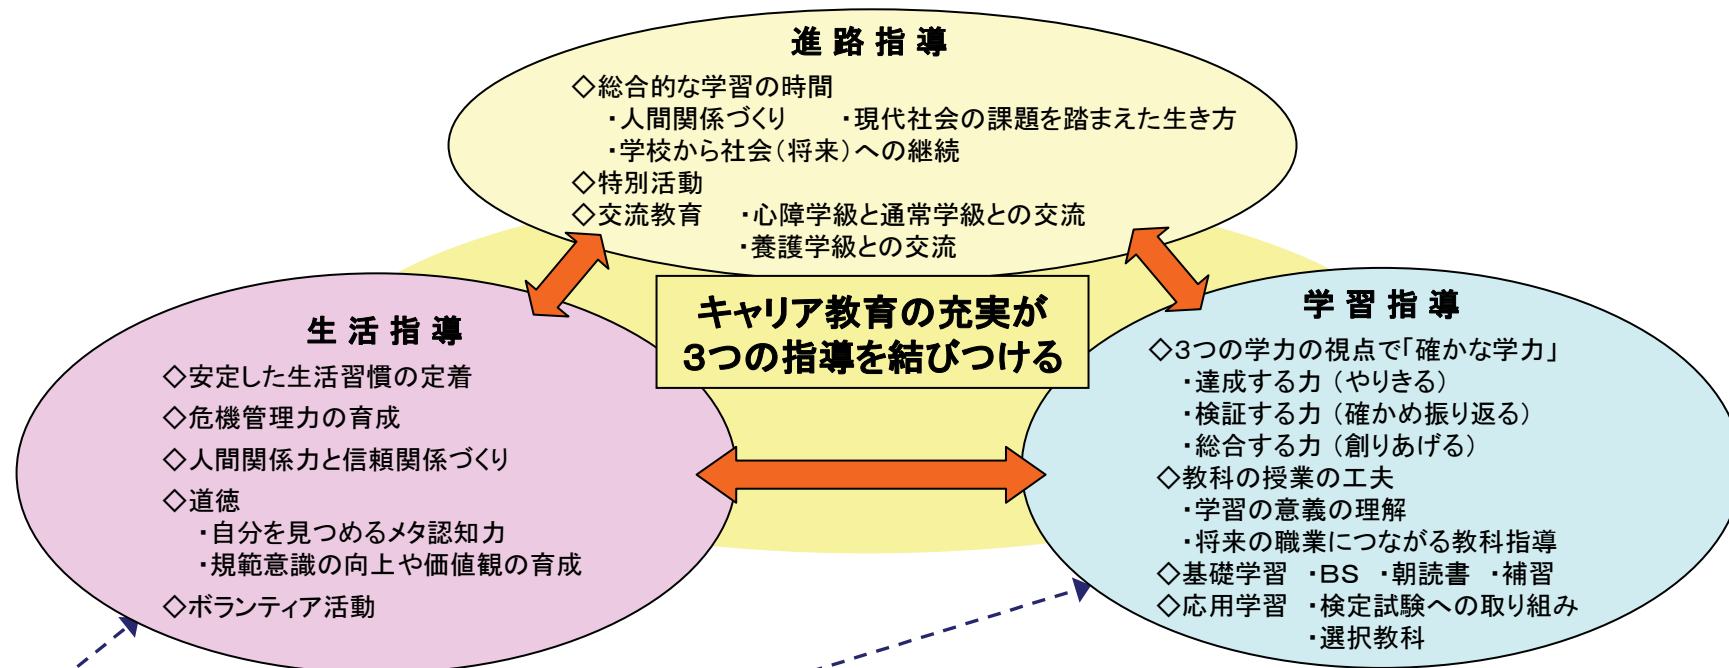 進路指導
◇総合的な学習の時間
・人間関係づくり ・現代社会の課題を踏まえた生き方
・学校から社会(将来)への継続
◇特別活動
◇交流教育 ・心障学級と通常学級との交流
・養護学級との交流
キャリア教育の充実が
3つの指導を結びつける
生活指導
◇安定した生活習慣の定着
◇危機管理力の育成
◇人間関係力と信頼関係づくり
◇道徳
・自分を見つめるメタ認知力
・規範意識の向上や価値観の育成
◇ボランティア活動
学習指導
◇3つの学力の視点で「確かな学力」
・達成する力(やりきる)
・検証する力(確かめ振り返る)
・総合する力(創りあげる)
◇教科の授業の工夫
・学習の意義の理解
・将来の職業につながる教科指導
◇基礎学習 ・BS ・朝読書 ・補習
◇応用学習 ・検定試験への取り組み
・選択教科